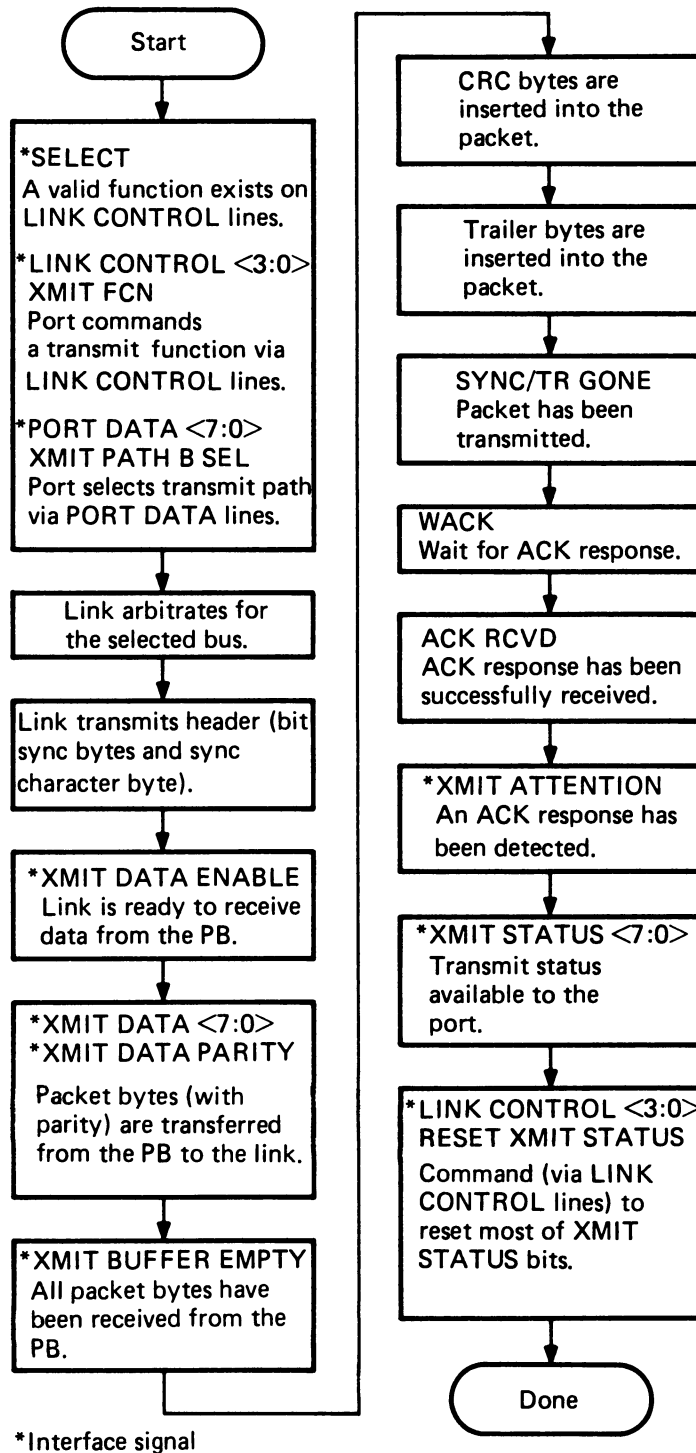 Start
*SELECT
A valid function exists on
LINK CONTROL lines.
*LINK CONTROL <3:0>
XMIT FCN
Port commands
a transmit function via
LINK CONTROL lines.
*PORT DATA <7:0>
XMIT PATH B SEL
Port selects transmit path
via PORT DATA lines.
Link arbitrates for
the selected bus.
Link transmits header (bit
sync bytes and sync
character byte).
*XMIT DATA ENABLE
Link is ready to receive
data from the PB.
*XMIT DATA <7:0>
*XMIT DATA PARITY
Packet bytes (with
parity) are transferred
from the PB to the link.
*XMIT BUFFER EMPTY
All packet bytes have
been received from the
PB.
CRC bytes are
inserted into the
packet.
Trailer bytes are
inserted into the
packet.
SYNC/TR GONE
Packet has been
transmitted.
WACK
Wait for ACK response.
ACK RCVD
ACK response has been
successfully received.
*XMIT ATTENTION
An ACK response has
been detected.
*XMIT STATUS <7:0>
Transmit status
available to the
port.
*LINK CONTROL <3:0>
RESET XMIT STATUS
Command (via LINK
CONTROL lines) to
reset most of XMIT
STATUS bits.
Done
*Interface signal